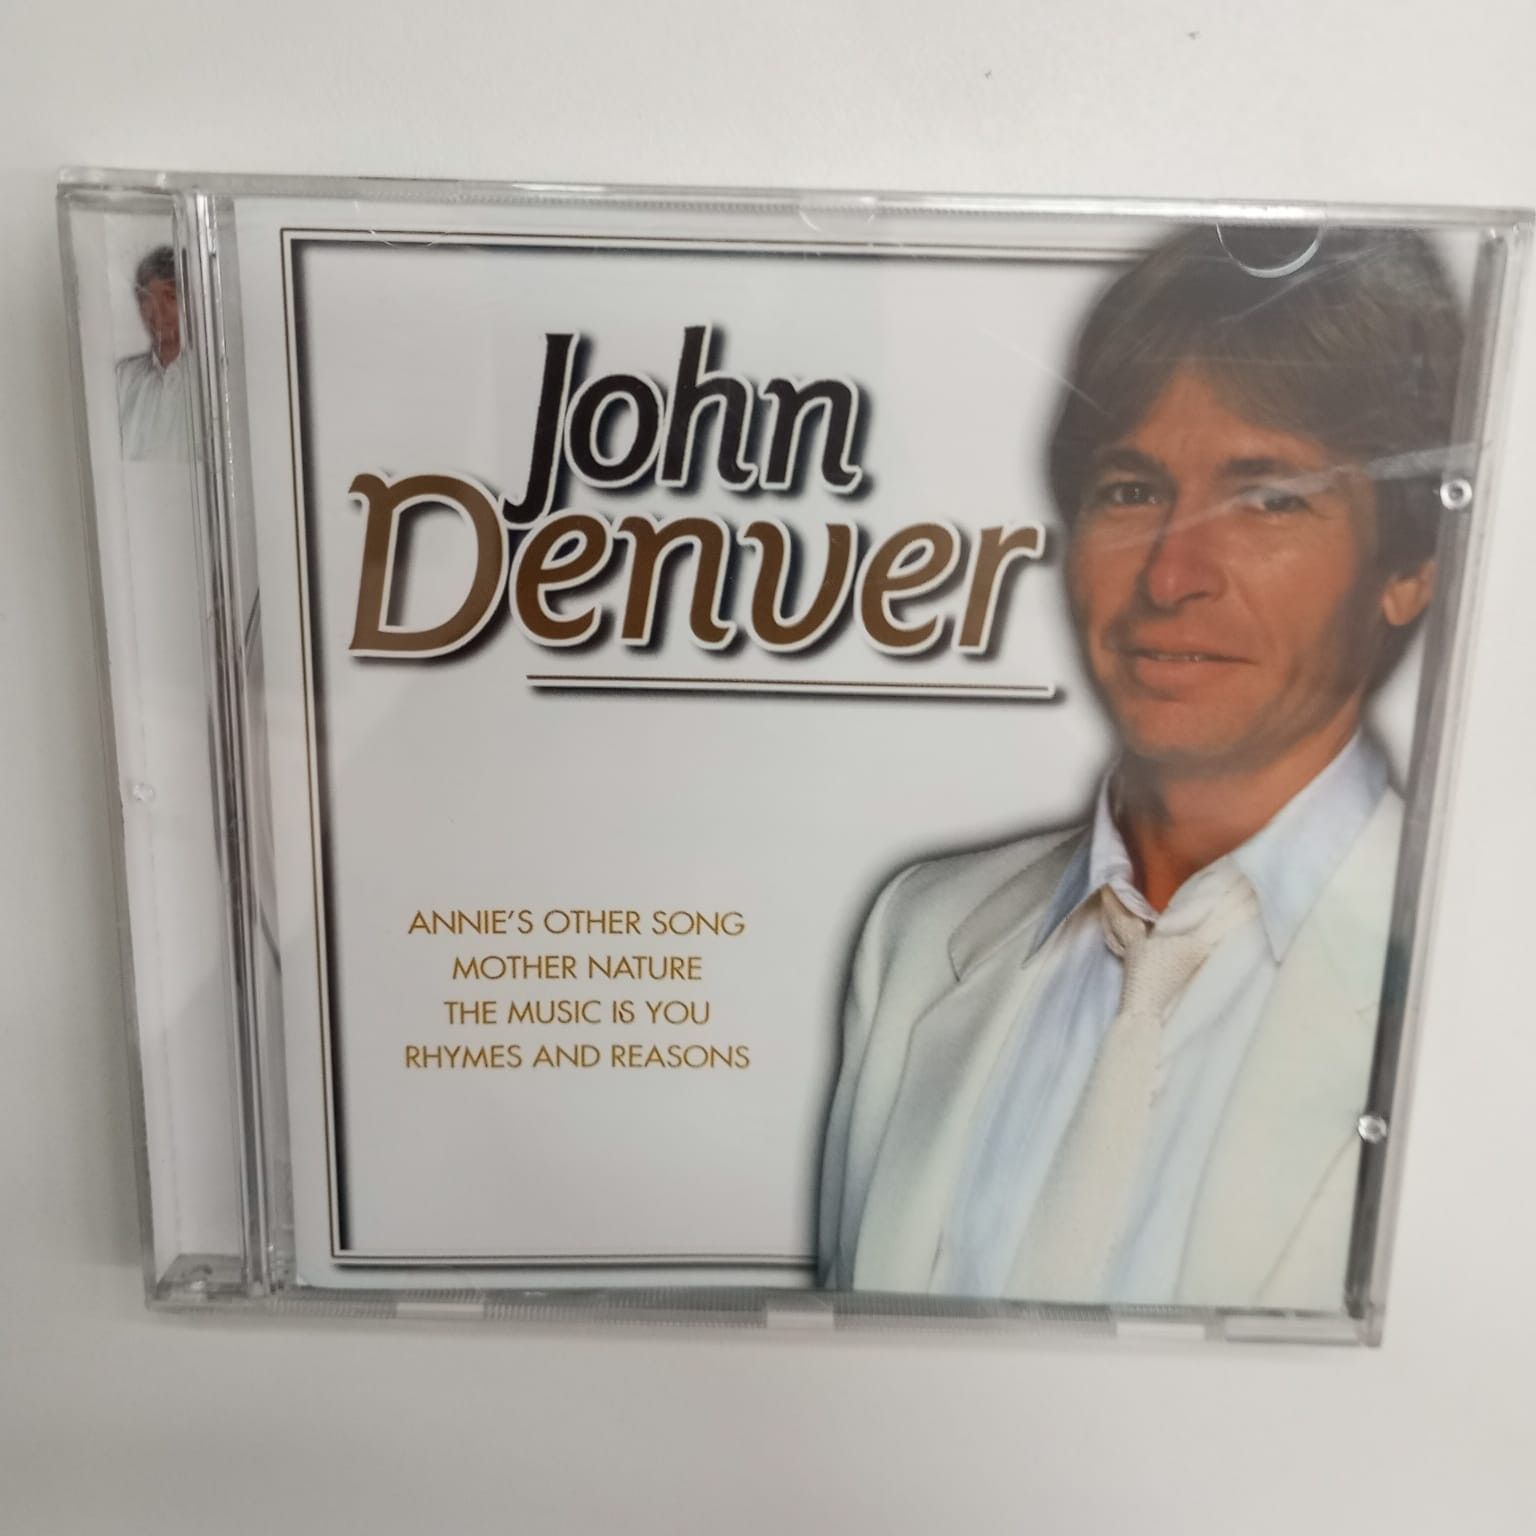 John
Denver
ANNIE'S OTHER SONG
MOTHER NATURE
THE MUSIC IS YOU
RHYMES AND REASONS